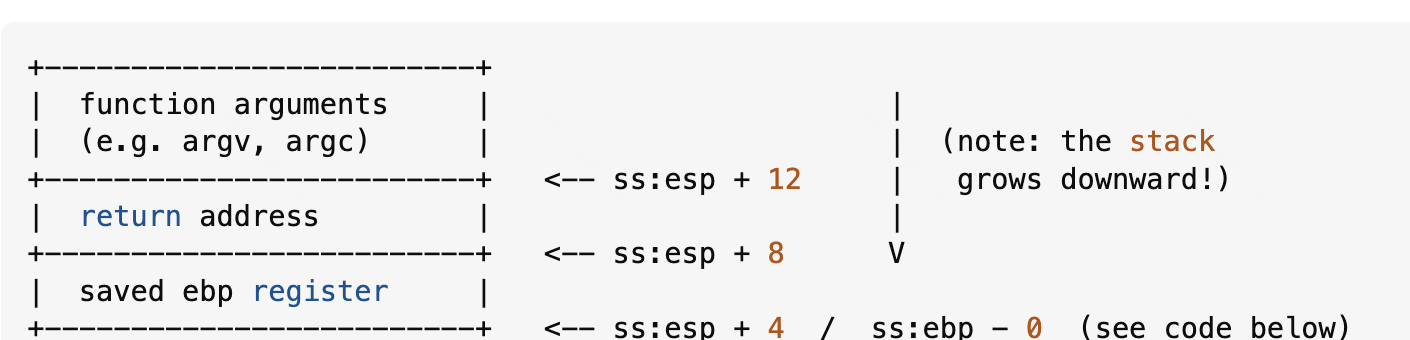 +-------------------------+
|  function arguments     |                       |
|  (e.g. argv, argc)      |                       |  (note: the stack
+-------------------------+   <-- ss:esp + 12     |   grows downward!)
|  return address         |                       |
+-------------------------+   <-- ss:esp + 8      V
|  saved ebp register     |
+-------------------------+   <-- ss:esp + 4  /  ss:ebp - 0  (see code below)